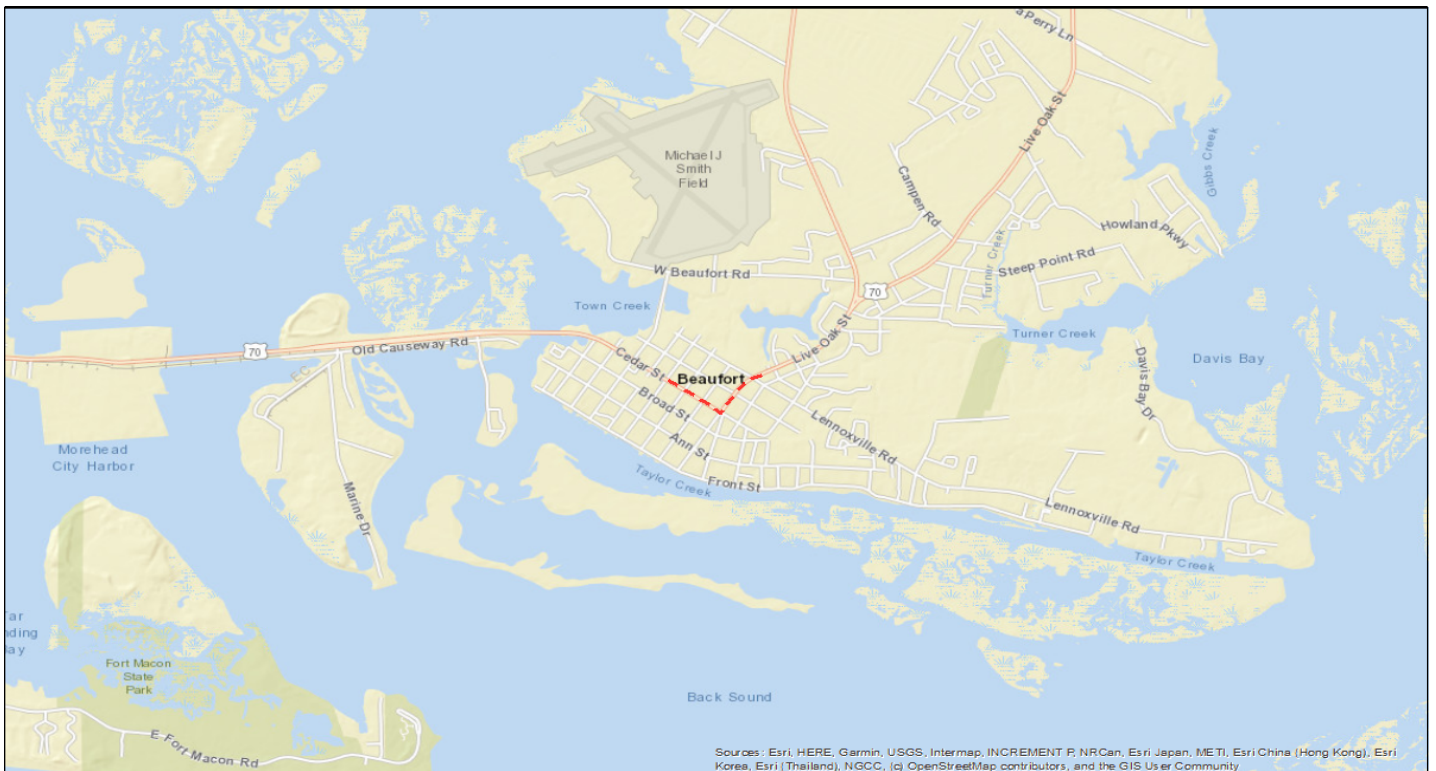 a Perry Ln
Live Oak St
Gibbs Creek
Michael J
Smith
Field
Campen Rd
Howland Pkwy
Turner Creek
Steep Point Rd
W Beaufort Rd
70
Town Creek
Turner Creek
Live Oak St
70
Old Causeway Rd
Cedar St
Davis Bay
Beaufort
Davis Bay Dr
Broad St
Lennoxville Rd
Ann St
Morehead
City Harbor
Taylor Creek
Front St
Marine Dr
Lennoxville Rd
Taylor Creek
nding
Fort Macon
State
Park
Back Sound
E Fort Macon Rd
Sources: Esri, HERE, Garmin, USGS, Intermap, INCREMENT P, NRCan, Esri Japan, METI, Esri China (Hong Kong), Esri
Korea, Esri (Thailand), NGCC, (c) OpenStreetMap contributors, and the GIS User Community